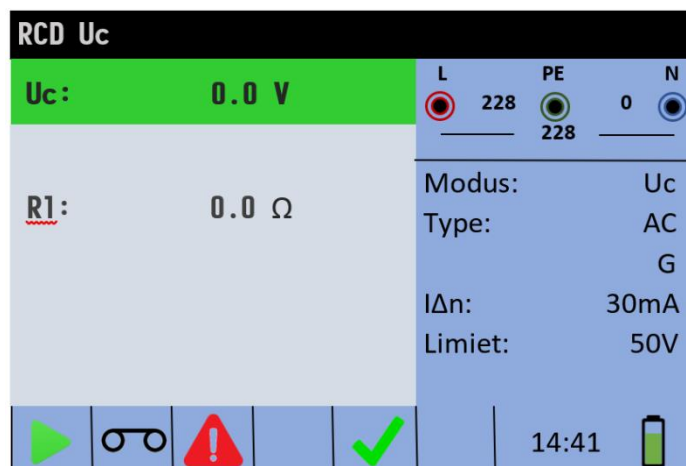 RCD Uc
Uc: 0.0 V
R1: 0.0 Ω
L PE N
228 0
228
Modus: Uc
Type: AC
G
IΔn: 30mA
Limiet: 50V
14:41